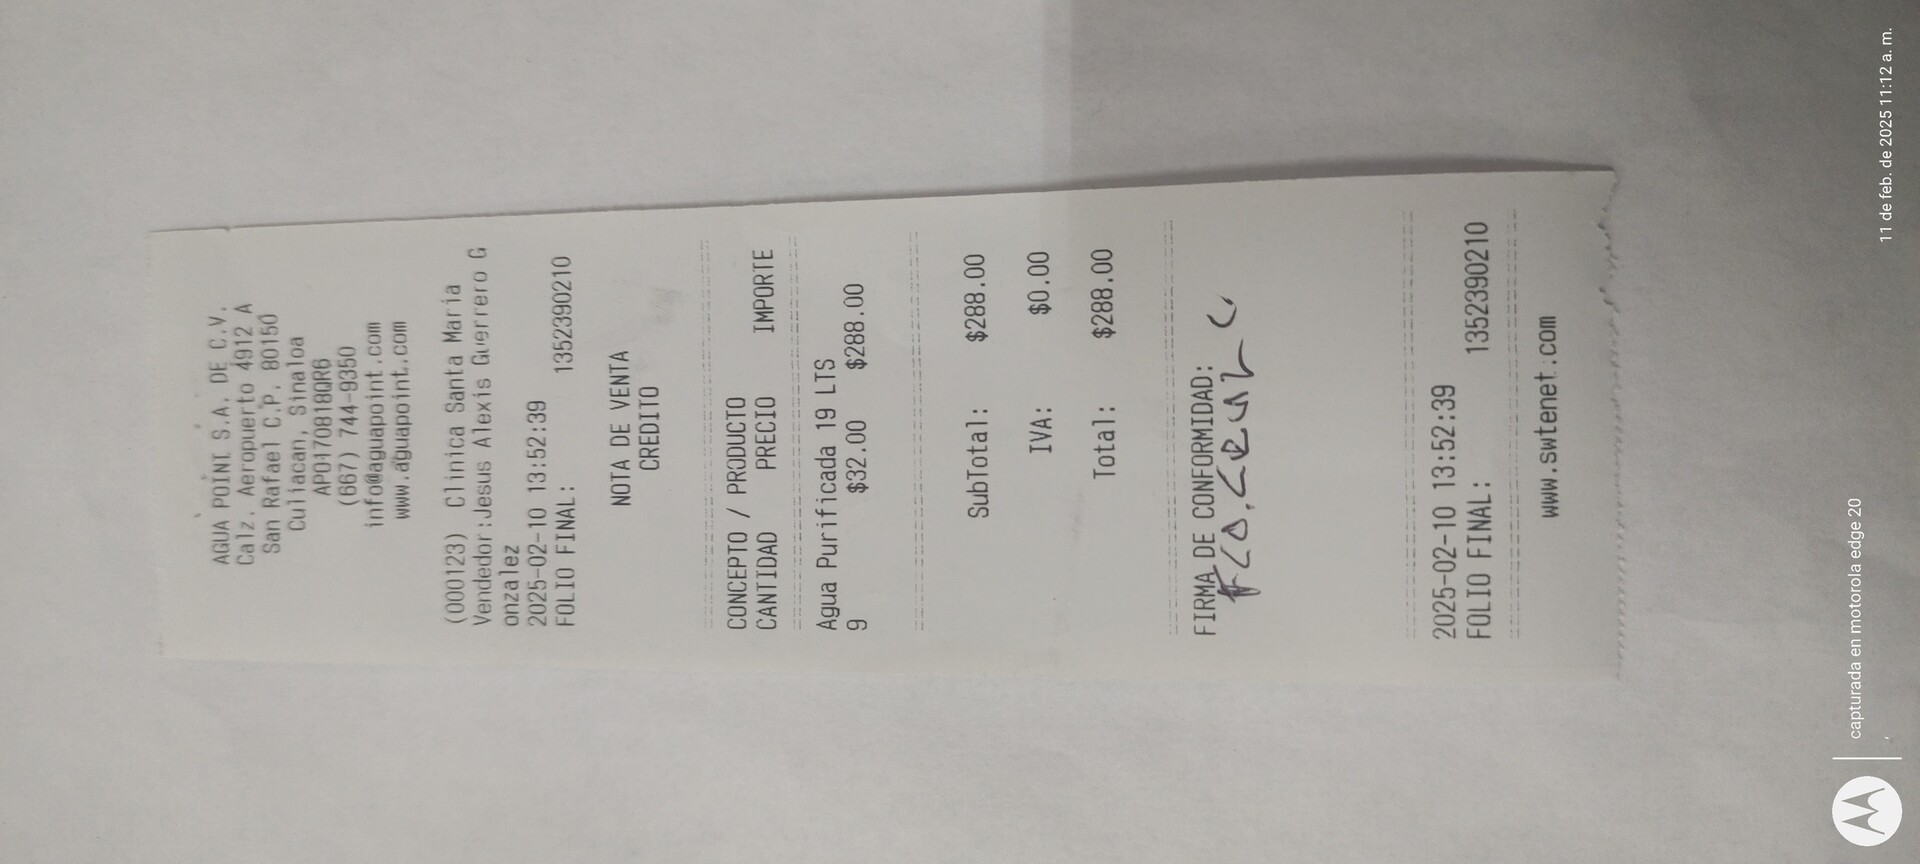 AGUA POINT S.A. DE C.V.
Calz. Aeropuerto 4912 A
San Rafael C.P. 80150
Culiacan, Sinaloa
APO170818QR6
(667) 744-9350
info@aguapoint.com
www.aguapoint.com
(000123) Clinica Santa Maria
Vendedor:Jesus Alexis Guerrero G
onzalez
2025-02-10 13:52:39
FOLIO FINAL: 1352390210
NOTA DE VENTA
CREDITO
CONCEPTO / PRODUCTO
CANTIDAD PRECIO IMPORTE
Agua Purificada 19 LTS
9 $32.00 $288.00
SubTotal: $288.00
IVA: $0.00
Total: $288.00
FIRMA DE CONFORMIDAD:
2025-02-10 13:52:39
FOLIO FINAL: 1352390210
www.swtenet.com
capturada en motorola edge 20
11 de feb. de 2025 11:12 a. m.